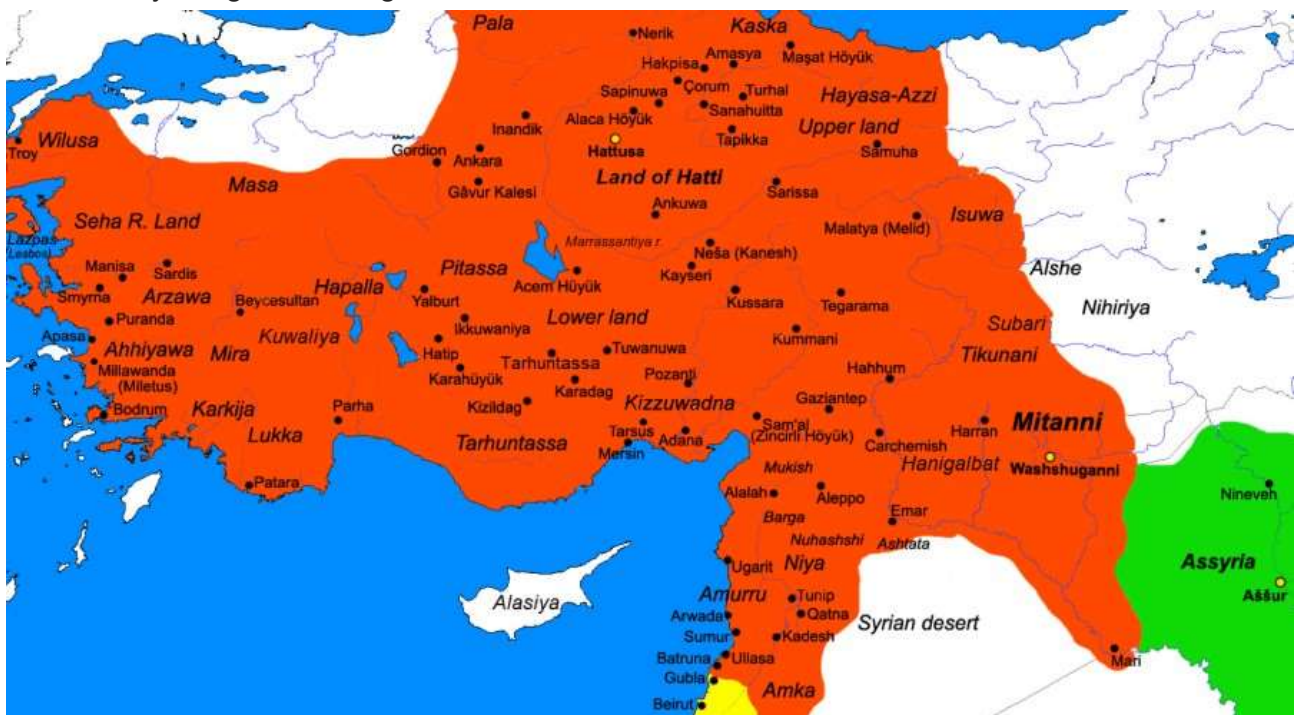 Pala
Kaska
Nerik
Amasya
Maşat Höyük
Hakpisa
Çorum
Turhal
Sapinuwa
Sanahuitta
Hayasa-Azzi
Inandik
Alaca Höyük
Tapikka
Upper land
Samuha
Wilusa
Troy
Gordion
Ankara
Hattusa
Masa
Gâvur Kalesi
Land of Hatti
Sarissa
Ankuwa
Isuwa
Seha R. Land
Malatya (Melid)
Lazpas
(Lesbos)
Marrassantiya r.
Neša (Kanesh)
Kayseri
Manisa
Sardis
Pitassa
Acem Hüyük
Alshe
Smyrna
Arzawa
Hapalla
Yalburt
Kussara
Tegarama
Nihiriya
Beycesultan
Puranda
Ikkuwaniya
Lower land
Subari
Apasa
Kuwaliya
Kummani
Ahhiyawa
Mira
Hatip
Tarhuntassa
Tuwanuwa
Tikunani
Millawanda
(Miletus)
Karahüyük
Karadag
Pozanti
Hahhum
Bodrum
Karkija
Parha
Kizildag
Kizzuwadna
Gaziantep
Mitanni
Lukka
Tarhuntassa
Tarsus
Adana
Sam'al
(Zincirli Höyük)
Carchemish
Harran
Mersin
Hanigalbat
Washshuganni
Patara
Mukish
Alalah
Aleppo
Nineveh
Barga
Emar
Nuhashshi
Ashtata
Ugarit
Niya
Assyria
Aššur
Alasiya
Amurru
Tunip
Arwada
Qatna
Syrian desert
Sumur
Kadesh
Batruna
Ullasa
Mari
Gubla
Amka
Beirut